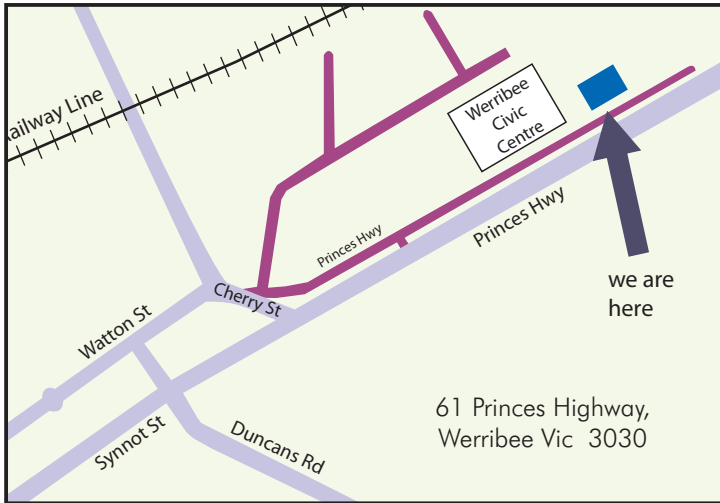 Railway Line
Werribee
Civic
Centre
Princes Hwy
Princes Hwy
we are
here
Cherry St
Watton St
Synnot St
Duncans Rd
61 Princes Highway,
Werribee Vic 3030